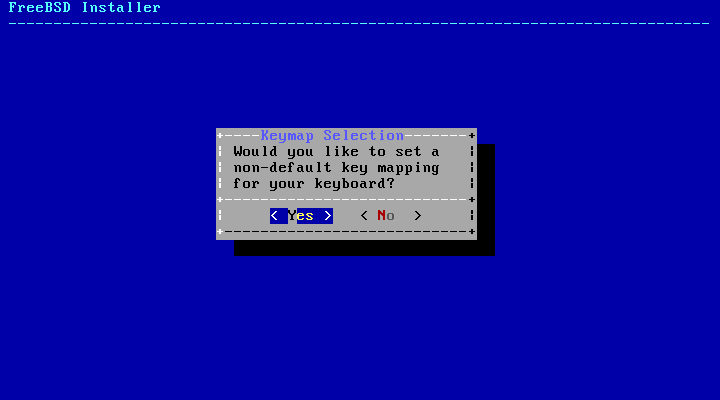 FreeBSD Installer
Keymap Selection
Would you like to set a
non-default key mapping
for your keyboard?
< Yes > < No >